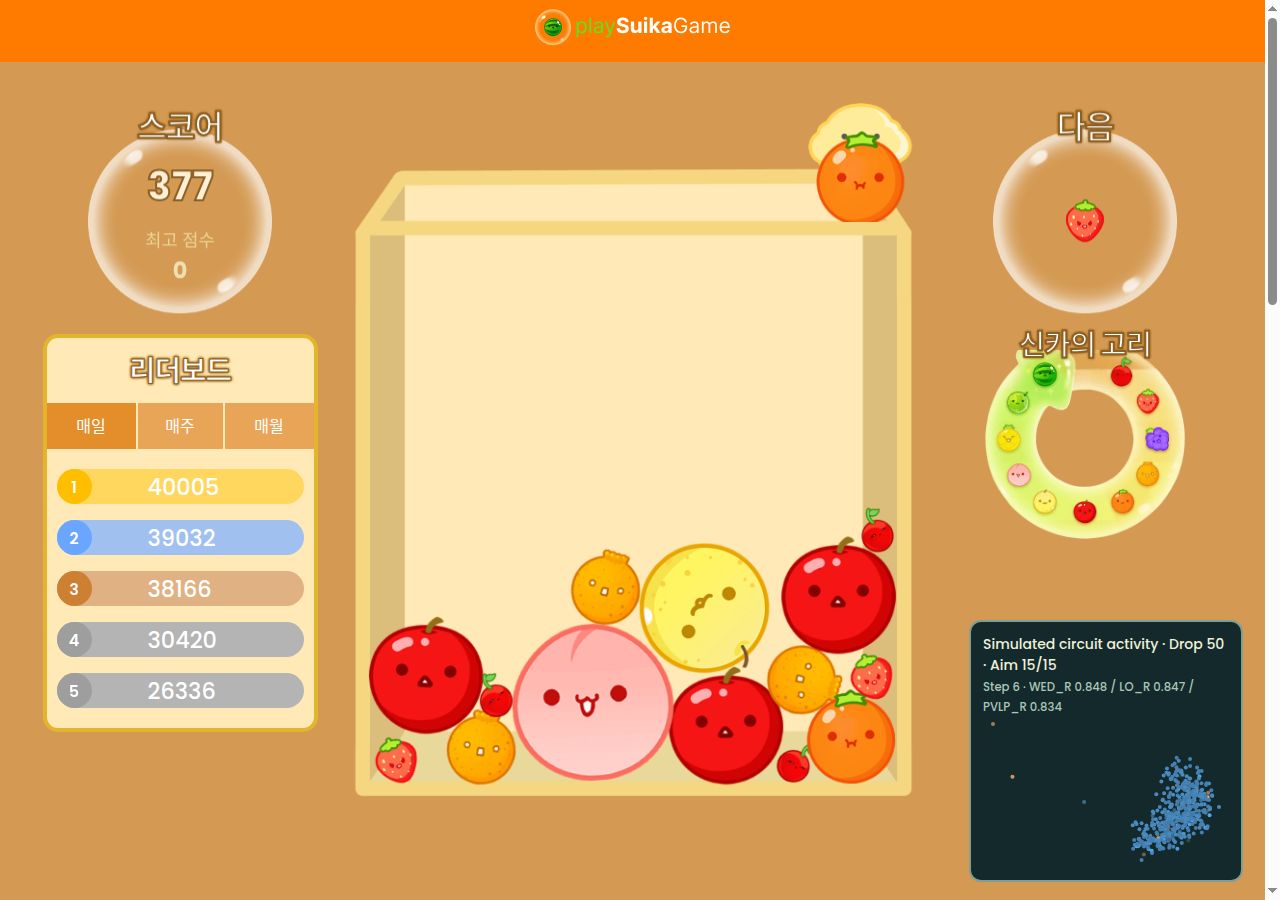 playSuikaGame
스코어
377
최고 점수
0
리더보드
매일 매주 매월
1 40005
2 39032
3 38166
4 30420
5 26336
다음
신카의 고리
Simulated circuit activity · Drop 50
· Aim 15/15
Step 6 · WED_R 0.848 / LO_R 0.847 /
PVLP_R 0.834